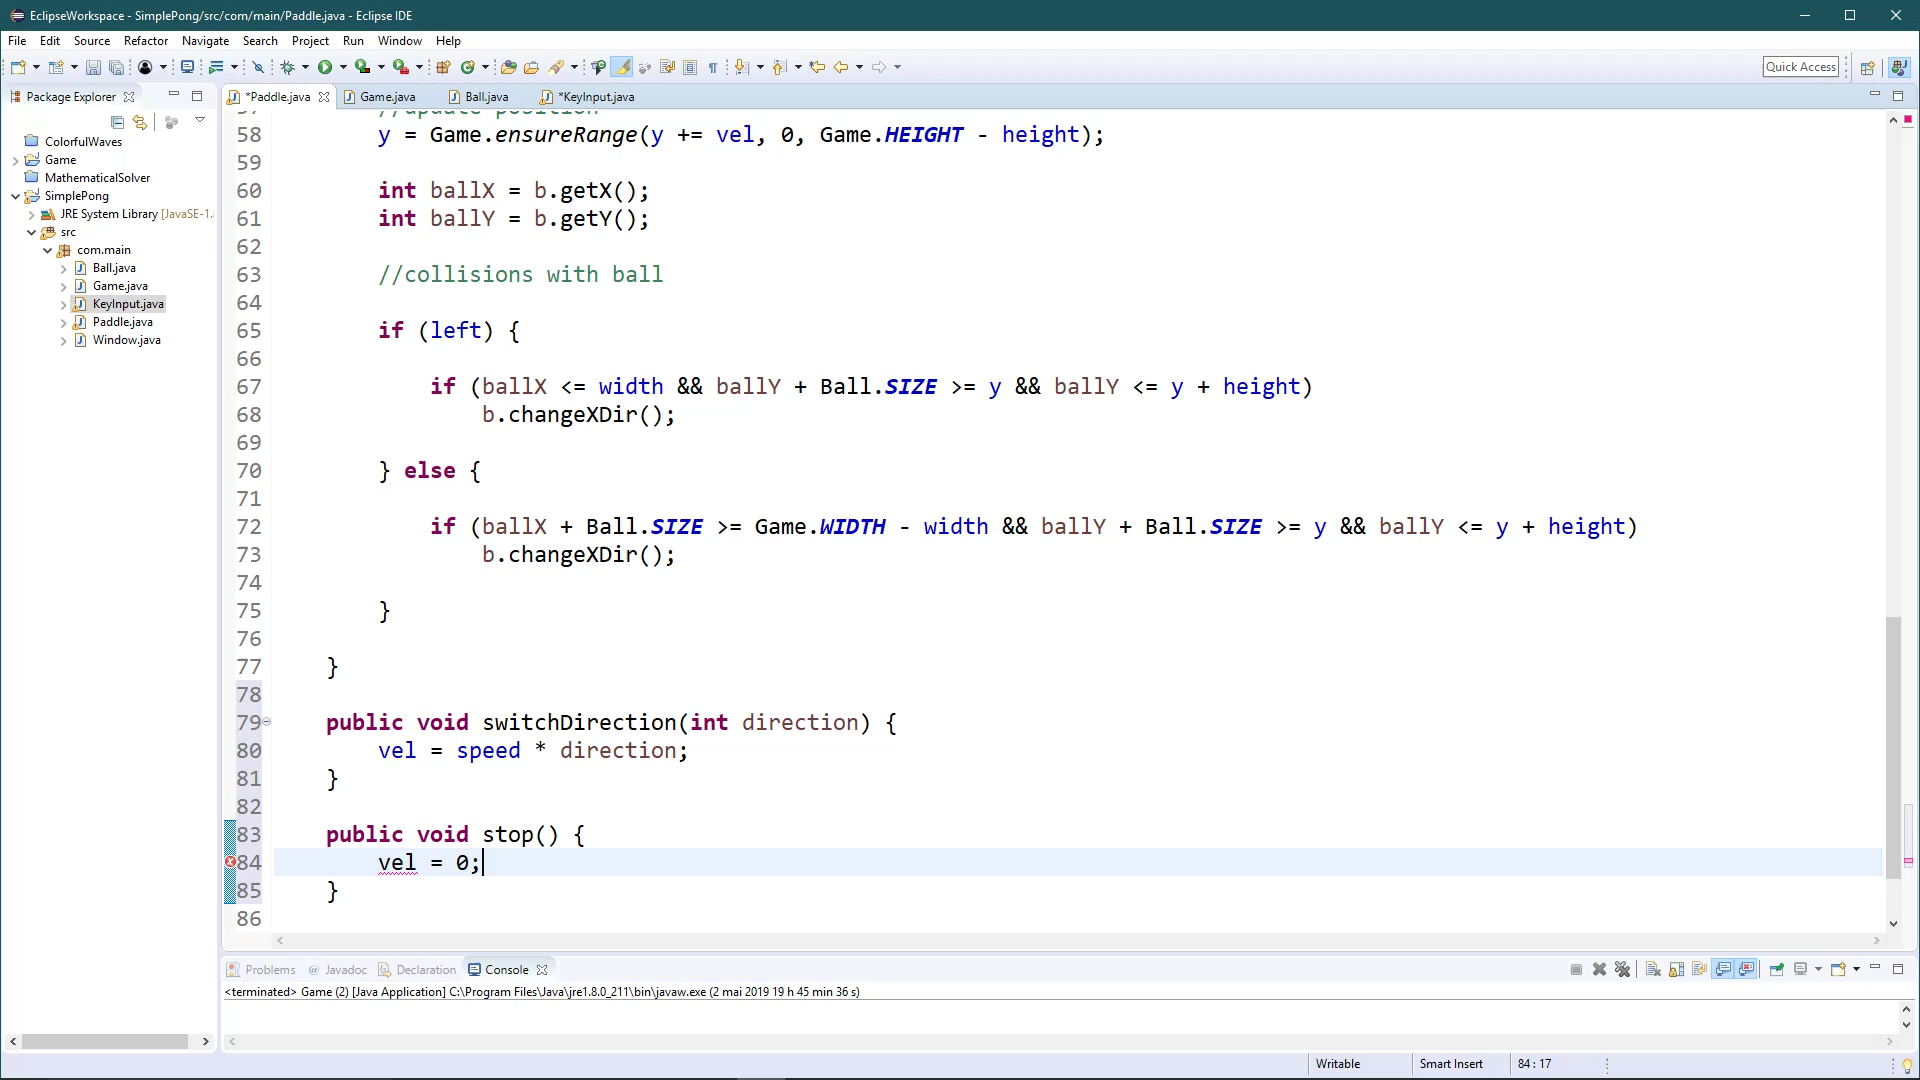 EclipseWorkspace - SimplePong/src/com/main/Paddle.java - Eclipse IDE
File Edit Source Refactor Navigate Search Project Run Window Help
Quick Access
Package Explorer
*Paddle.java Game.java Ball.java *KeyInput.java
ColorfulWaves
Game
MathematicalSolver
SimplePong
JRE System Library [JavaSE-1.
src
com.main
Ball.java
Game.java
KeyInput.java
Paddle.java
Window.java
57 //update position
58 y = Game.ensureRange(y += vel, 0, Game.HEIGHT - height);
59
60 int ballX = b.getX();
61 int ballY = b.getY();
62
63 //collisions with ball
64
65 if (left) {
66
67 if (ballX <= width && ballY + Ball.SIZE >= y && ballY <= y + height)
68 b.changeXDir();
69
70 } else {
71
72 if (ballX + Ball.SIZE >= Game.WIDTH - width && ballY + Ball.SIZE >= y && ballY <= y + height)
73 b.changeXDir();
74
75 }
76
77 }
78
79 public void switchDirection(int direction) {
80 vel = speed * direction;
81 }
82
83 public void stop() {
84 vel = 0;
85 }
86
Problems Javadoc Declaration Console
<terminated> Game (2) [Java Application] C:\Program Files\Java\jre1.8.0_211\bin\javaw.exe (2 mai 2019 19 h 45 min 36 s)
Writable Smart Insert 84 : 17